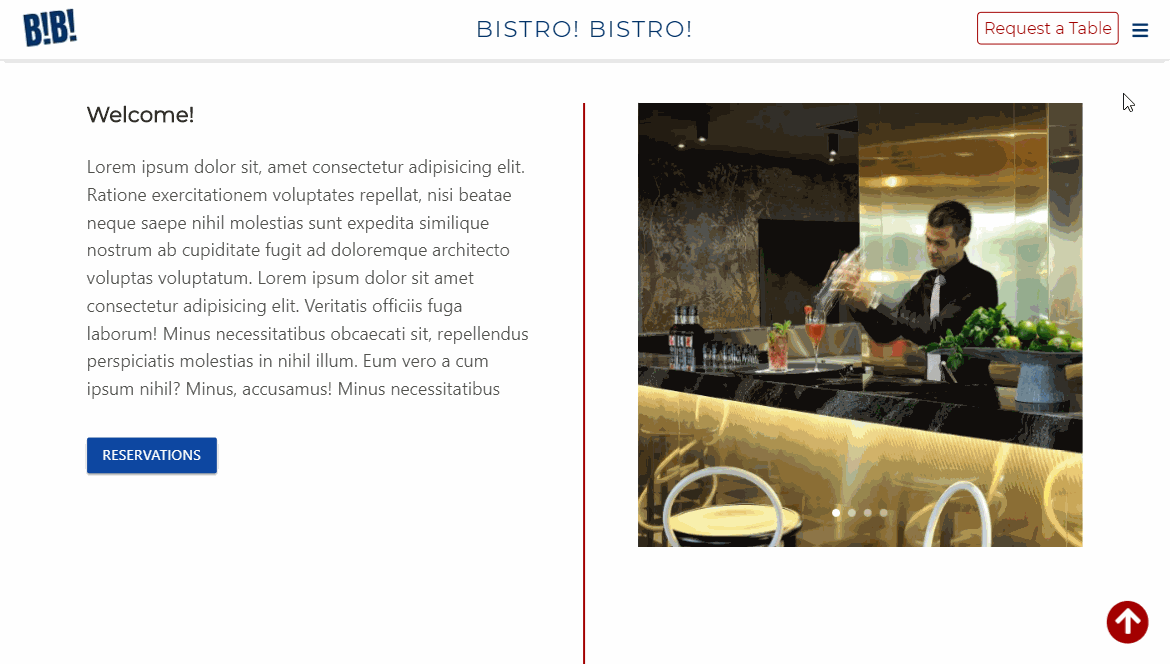 B!B!
BISTRO! BISTRO!
Request a Table
Welcome!
Lorem ipsum dolor sit, amet consectetur adipisicing elit.
Ratione exercitationem voluptates repellat, nisi beatae
neque saepe nihil molestias sunt expedita similique
nostrum ab cupiditate fugit ad doloremque architecto
voluptas voluptatum. Lorem ipsum dolor sit amet
consectetur adipisicing elit. Veritatis officiis fuga
laborum! Minus necessitatibus obcaecati sit, repellendus
perspiciatis molestias in nihil illum. Eum vero a cum
ipsum nihil? Minus, accusamus! Minus necessitatibus
RESERVATIONS